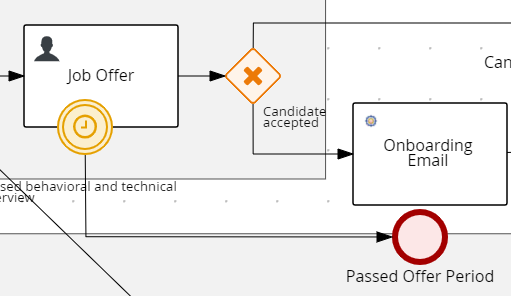 Job Offer
Can
Candidate
accepted
Onboarding
Email
sed behavioral and technical
erview
Passed Offer Period